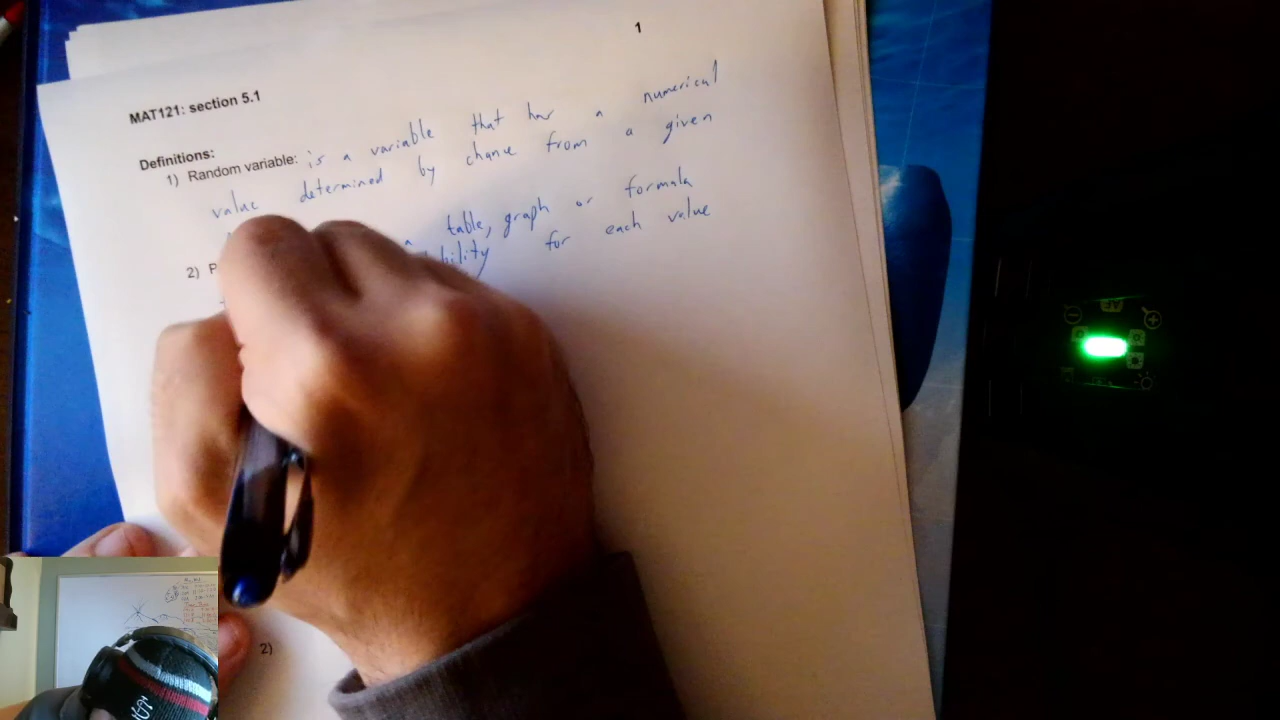 1
MAT121: section 5.1
Definitions:
1) Random variable: is a variable that has a numerical
value determined by chance from a given
2) P
a table, graph or formula
bility for each value
2)